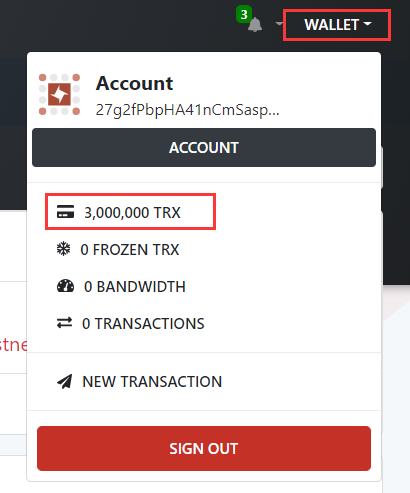 3
WALLET
Account
27g2fPbpHA41nCmSasp...
ACCOUNT
3,000,000 TRX
0 FROZEN TRX
0 BANDWIDTH
0 TRANSACTIONS
stne
NEW TRANSACTION
SIGN OUT